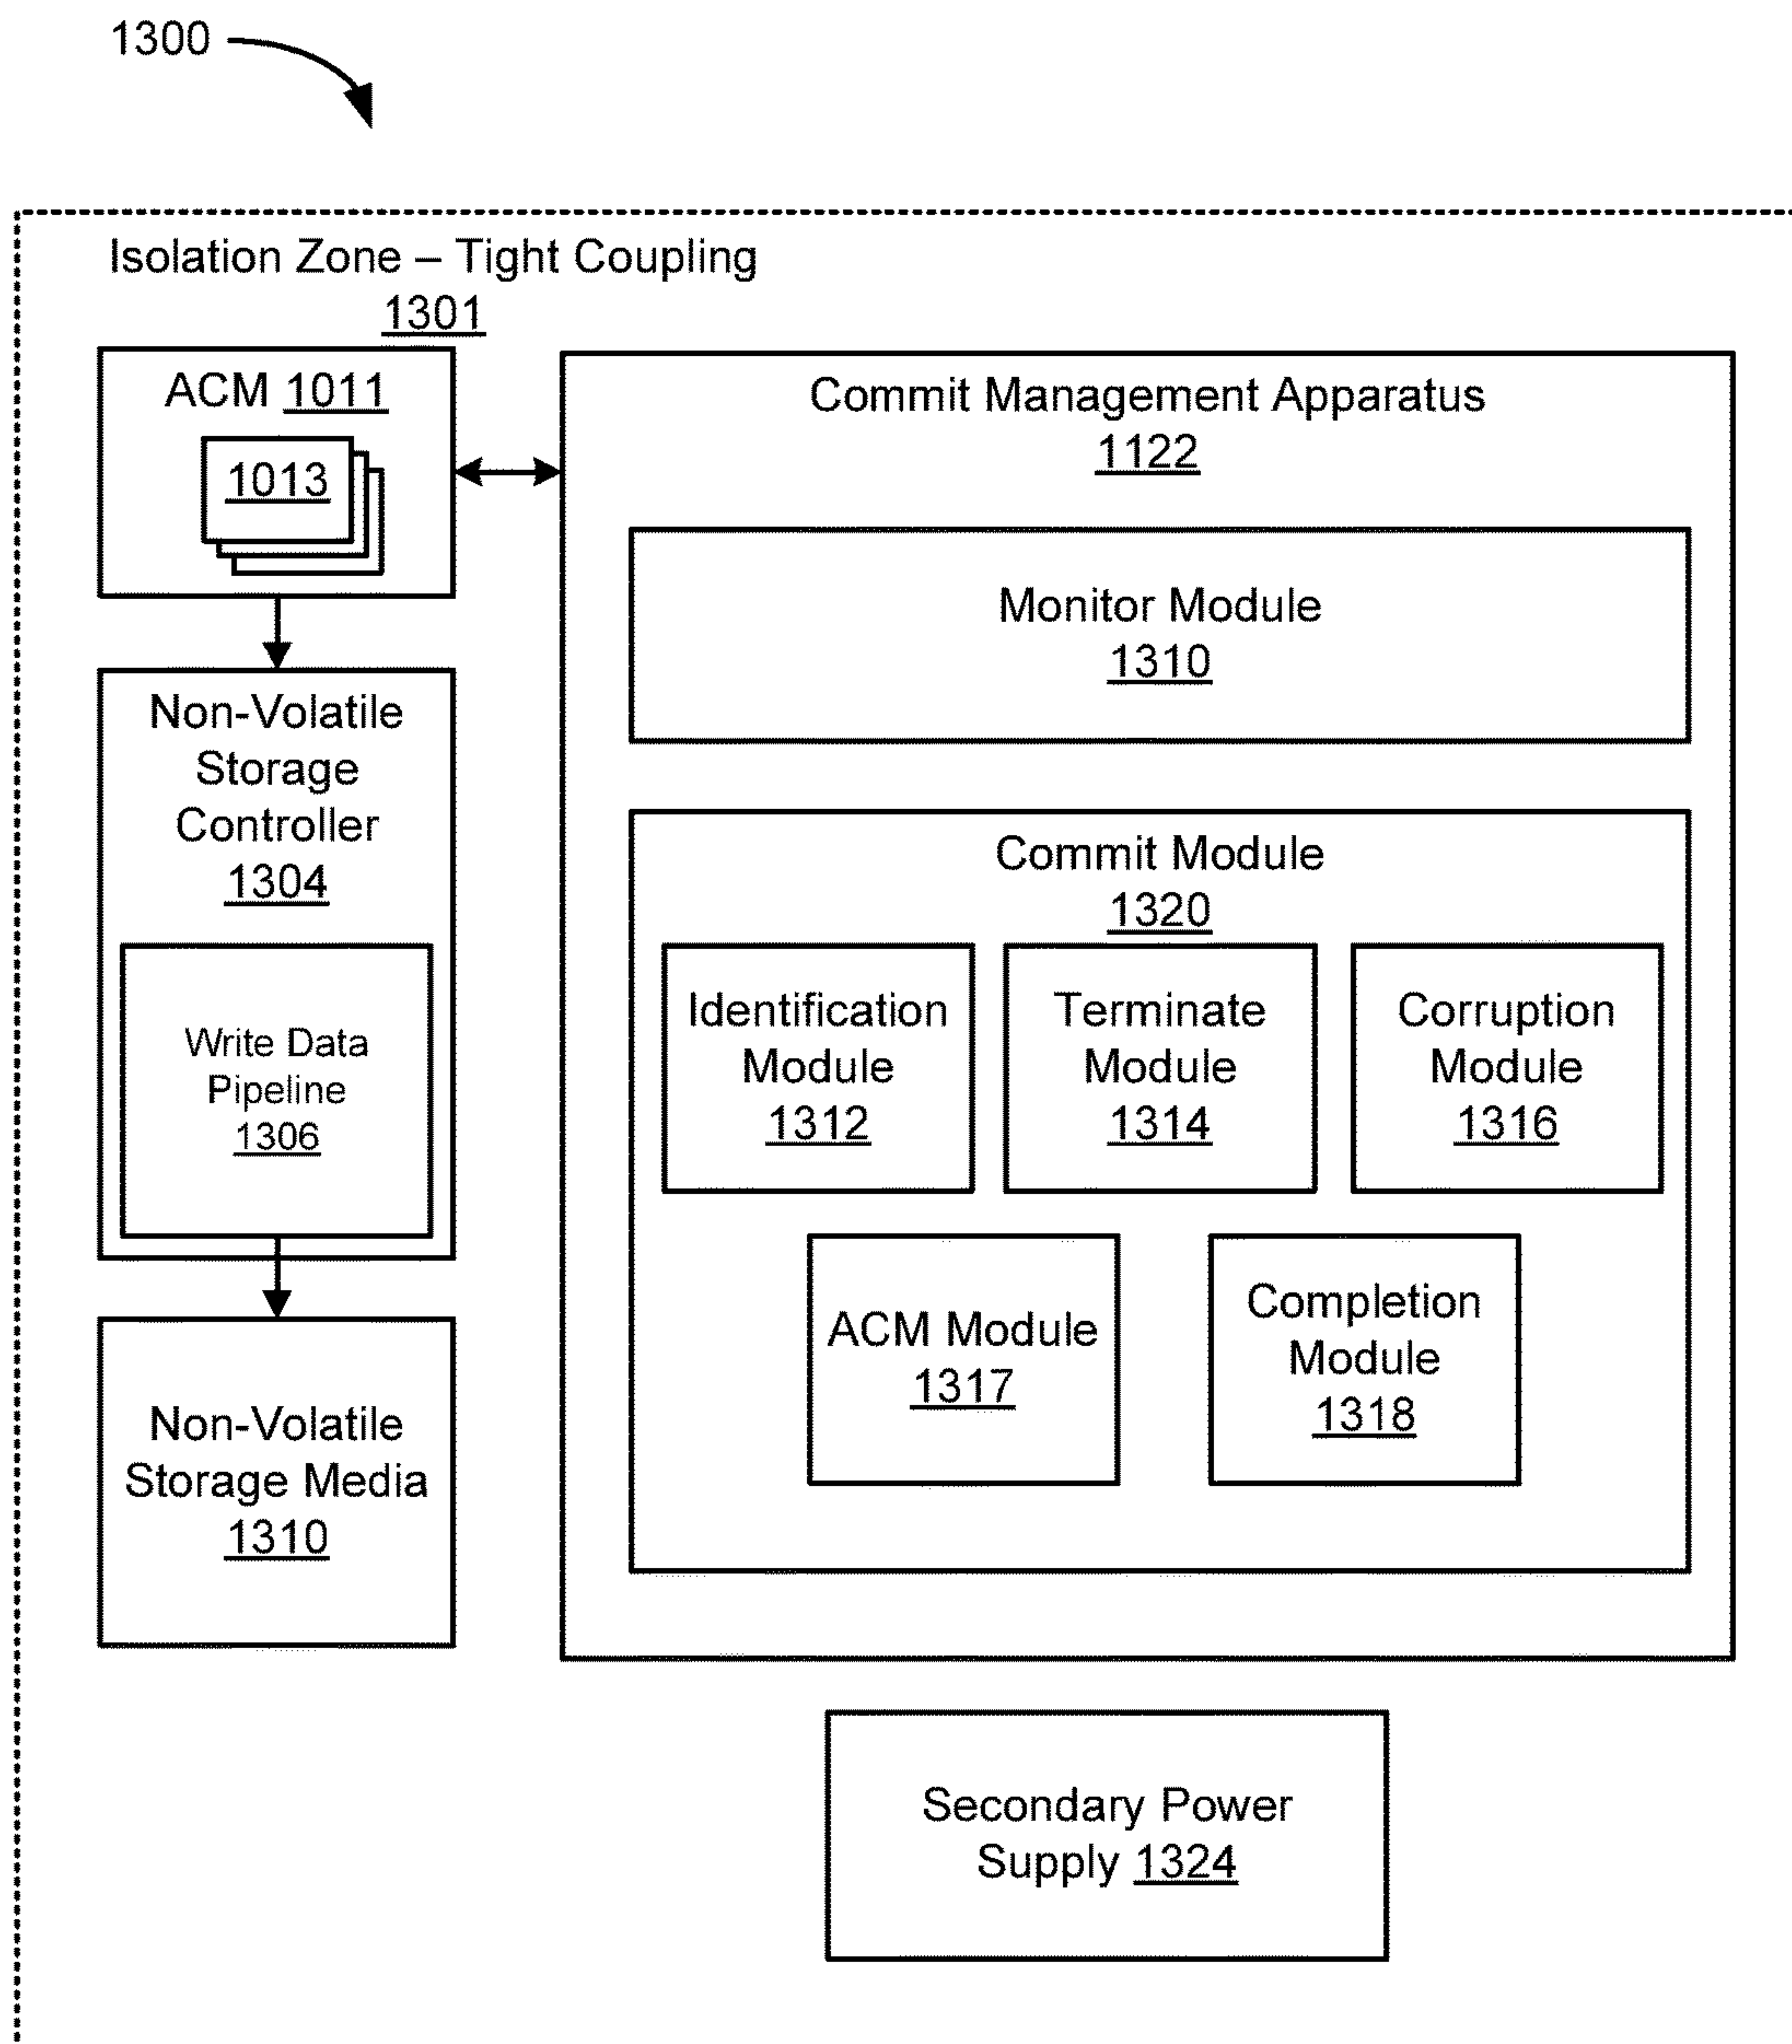 1300
Isolation Zone – Tight Coupling
1301
ACM 1011
1013
Non-Volatile
Storage
Controller
1304
Write Data
Pipeline
1306
Non-Volatile
Storage Media
1310
Commit Management Apparatus
1122
Monitor Module
1310
Commit Module
1320
Identification
Module
1312
Terminate
Module
1314
Corruption
Module
1316
ACM Module
1317
Completion
Module
1318
Secondary Power
Supply 1324